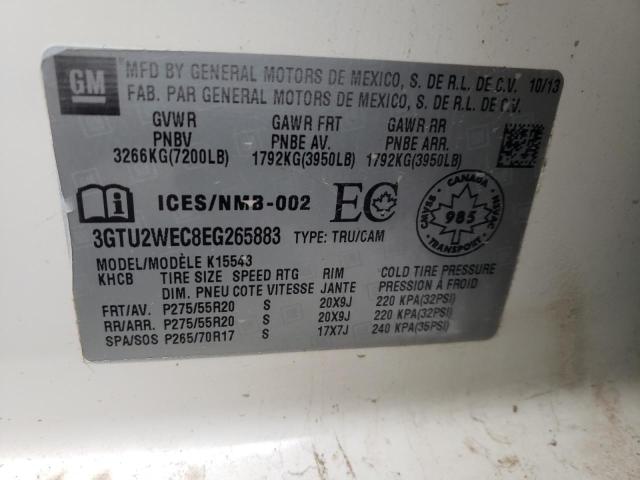 GM
MFD BY GENERAL MOTORS DE MEXICO, S. DE R.L. DE C.V. 10/13
FAB. PAR GENERAL MOTORS DE MEXICO, S. DE R.L. DE C.V.
GVWR GAWR FRT GAWR RR
PNBV PNBE AV. PNBE ARR.
3266KG(7200LB) 1792KG(3950LB) 1792KG(3950LB)
i ICES/NMB-002 EC
CANADA
CMVSS 985 NSVAC
3GTU2WEC8EG265883 TYPE: TRU/CAM
MODEL/MODÈLE K15543
KHCB TIRE SIZE SPEED RTG RIM COLD TIRE PRESSURE
DIM. PNEU COTE VITESSE JANTE PRESSION À FROID
FRT/AV. P275/55R20 S 20X9J 220 KPA(32PSI)
RR/ARR. P275/55R20 S 20X9J 220 KPA(32PSI)
SPA/SOS P265/70R17 S 17X7J 240 KPA(35PSI)